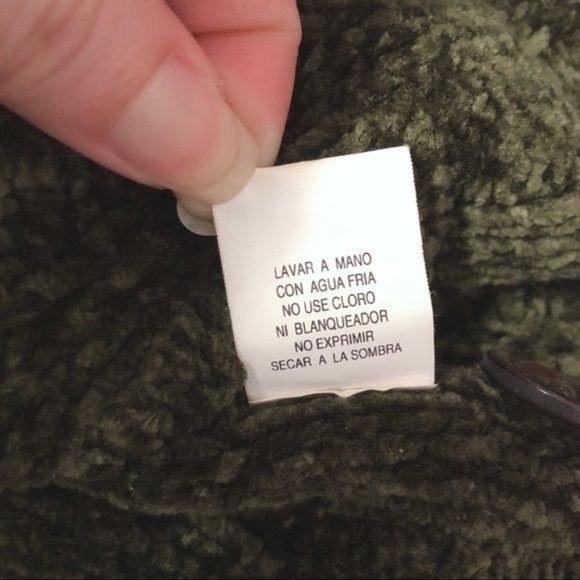 LAVAR A MANO
CON AGUA FRIA
NO USE CLORO
NI BLANQUEADOR
NO EXPRIMIR
SECAR A LA SOMBRA